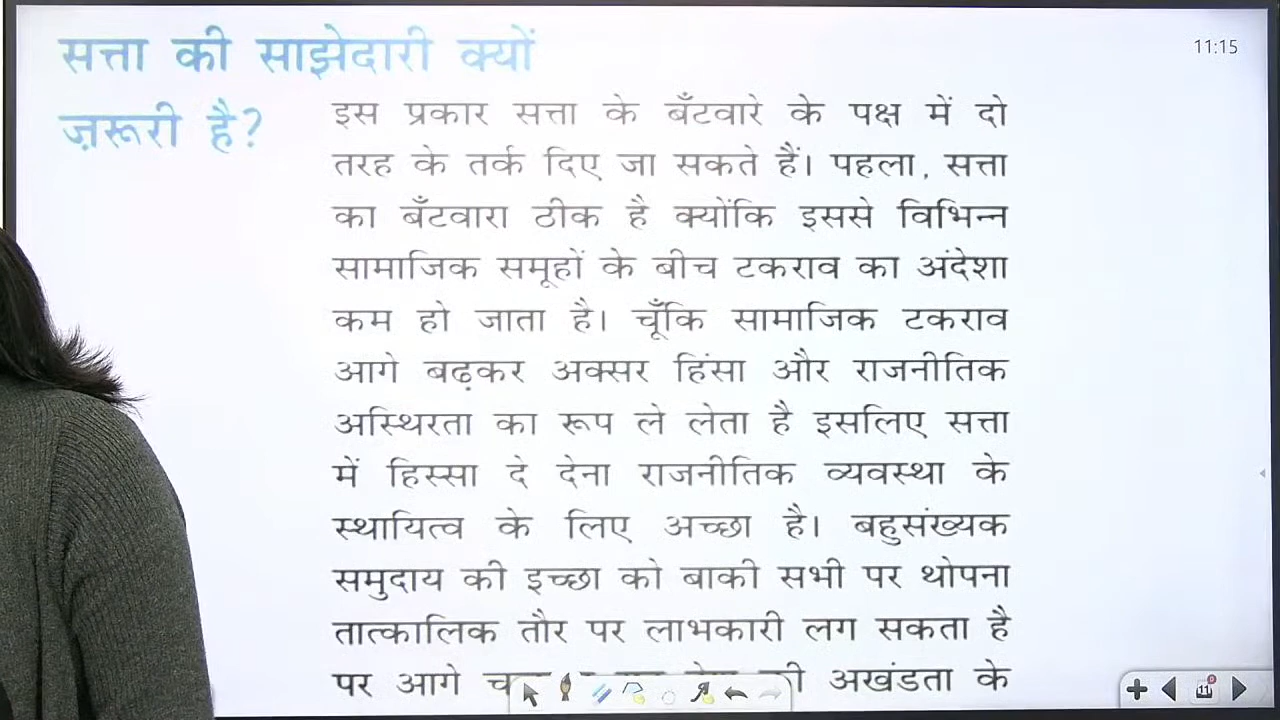 सत्ता की साझेदारी क्यों
ज़रूरी है?
11:15
इस प्रकार सत्ता के बँटवारे के पक्ष में दो
तरह के तर्क दिए जा सकते हैं। पहला, सत्ता
का बँटवारा ठीक है क्योंकि इससे विभिन्न
सामाजिक समूहों के बीच टकराव का अंदेशा
कम हो जाता है। चूँकि सामाजिक टकराव
आगे बढ़कर अक्सर हिंसा और राजनीतिक
अस्थिरता का रूप ले लेता है इसलिए सत्ता
में हिस्सा दे देना राजनीतिक व्यवस्था के
स्थायित्व के लिए अच्छा है। बहुसंख्यक
समुदाय की इच्छा को बाकी सभी पर थोपना
तात्कालिक तौर पर लाभकारी लग सकता है
पर आगे अखंडता के
11